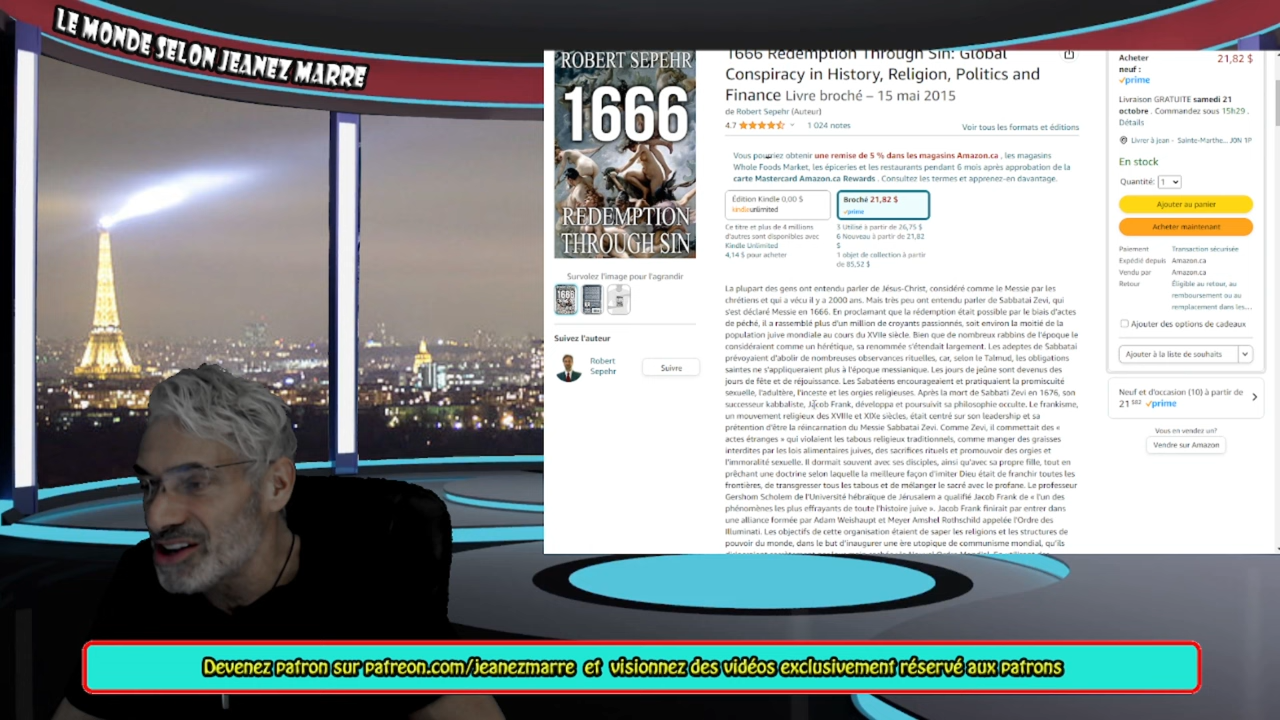 LE MONDE SELON JEANEZ MARRE
ROBERT SEPEHR
1666
REDEMPTION
THROUGH SIN
Survolez l'image pour l'agrandir
Suivez l'auteur
Robert
Sepehr
Suivre
1666 Redemption Through Sin: Global
Conspiracy in History, Religion, Politics and
Finance Livre broché – 15 mai 2015
de Robert Sepehr (Auteur)
4.7 1 024 notes
Voir tous les formats et éditions
Vous pourriez obtenir une remise de 5 % dans les magasins Amazon.ca , les magasins
Whole Foods Market, les épiceries et les restaurants pendant 6 mois après approbation de la
carte Mastercard Amazon.ca Rewards . Consultez les termes et apprenez-en davantage.
Édition Kindle 0,00 $
kindleunlimited
Ce titre et plus de 4 millions
d'autres sont disponibles avec
Kindle Unlimited
4,14 $ pour acheter
Broché 21,82 $
prime
3 Utilisé à partir de 26,75 $
6 Nouveau à partir de 21,82
$
1 objet de collection à partir
de 85,52 $
La plupart des gens ont entendu parler de Jésus-Christ, considéré comme le Messie par les
chrétiens et qui a vécu il y a 2000 ans. Mais très peu ont entendu parler de Sabbatai Zevi, qui
s'est déclaré Messie en 1666. En proclamant que la rédemption était possible par le biais d'actes
de péché, il a rassemblé plus d'un million de croyants passionnés, soit environ la moitié de la
population juive mondiale au cours du XVIIe siècle. Bien que de nombreux rabbins de l'époque le
considéraient comme un hérétique, sa renommée s'étendait largement. Les adeptes de Sabbatai
prévoyaient d'abolir de nombreuses observances rituelles, car, selon le Talmud, les obligations
saintes ne s'appliqueraient plus à l'époque messianique. Les jours de jeûne sont devenus des
jours de fête et de réjouissance. Les Sabatéens encourageaient et pratiquaient la promiscuité
sexuelle, l'adultère, l'inceste et les orgies religieuses. Après la mort de Sabbati Zevi en 1676, son
successeur kabbaliste, Jacob Frank, développa et poursuivit sa philosophie occulte. Le frankisme,
un mouvement religieux des XVIIIe et XIXe siècles, était centré sur son leadership et sa
prétention d'être la réincarnation du Messie Sabbatai Zevi. Comme Zevi, il commettait des «
actes étranges » qui violaient les tabous religieux traditionnels, comme manger des graisses
interdites par les lois alimentaires juives, des sacrifices rituels et promouvoir des orgies et
l'immoralité sexuelle. Il dormait souvent avec ses disciples, ainsi qu'avec sa propre fille, tout en
prêchant une doctrine selon laquelle la meilleure façon d'imiter Dieu était de franchir toutes les
frontières, de transgresser tous les tabous et de mélanger le sacré avec le profane. Le professeur
Gershom Scholem de l'Université hébraïque de Jérusalem a qualifié Jacob Frank de « l'un des
phénomènes les plus effrayants de toute l'histoire juive ». Jacob Frank finirait par entrer dans
une alliance formée par Adam Weishaupt et Meyer Amshel Rothschild appelée l'Ordre des
Illuminati. Les objectifs de cette organisation étaient de saper les religions et les structures de
pouvoir du monde, dans le but d'inaugurer une ère utopique de communisme mondial, qu'ils
Acheter
neuf :
21,82 $
prime
Livraison GRATUITE samedi 21
octobre . Commandez sous 15h29 .
Détails
Livrer à jean - Sainte-Marthe... J0N 1P
En stock
Quantité: 1
Ajouter au panier
Acheter maintenant
Paiement Transaction sécurisée
Expédié depuis Amazon.ca
Vendu par Amazon.ca
Retour Éligible au retour, au
remboursement ou au
remplacement dans les...
Ajouter des options de cadeaux
Ajouter à la liste de souhaits
Neuf et d'occasion (10) à partir de
21 $82 prime
Vous en vendez un?
Vendre sur Amazon
Devenez patron sur patreon.com/jeanezmarre et visionnez des vidéos exclusivement réservé aux patrons